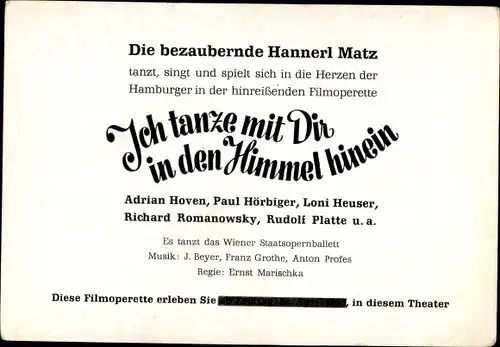 Die bezaubernde Hannerl Matz
tanzt, singt und spielt sich in die Herzen der
Hamburger in der hinreißenden Filmoperette
Ich tanze mit Dir
in den Himmel hinein
Adrian Hoven, Paul Hörbiger, Loni Heuser,
Richard Romanowsky, Rudolf Platte u. a.
Es tanzt das Wiener Staatsopernballett
Musik: J. Beyer, Franz Grothe, Anton Profes
Regie: Ernst Marischka
Diese Filmoperette erleben Sie , in diesem Theater